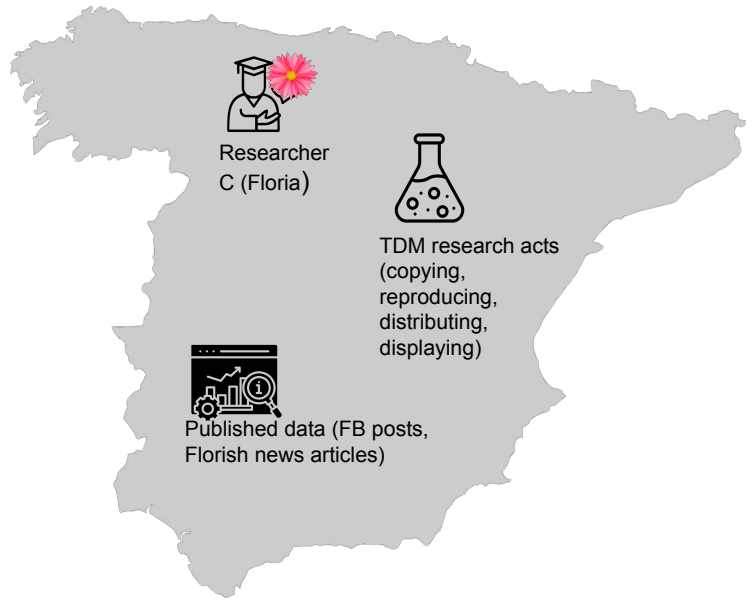 Researcher
C (Floria)
TDM research acts
(copying,
reproducing,
distributing,
displaying)
i
Published data (FB posts,
Florish news articles)